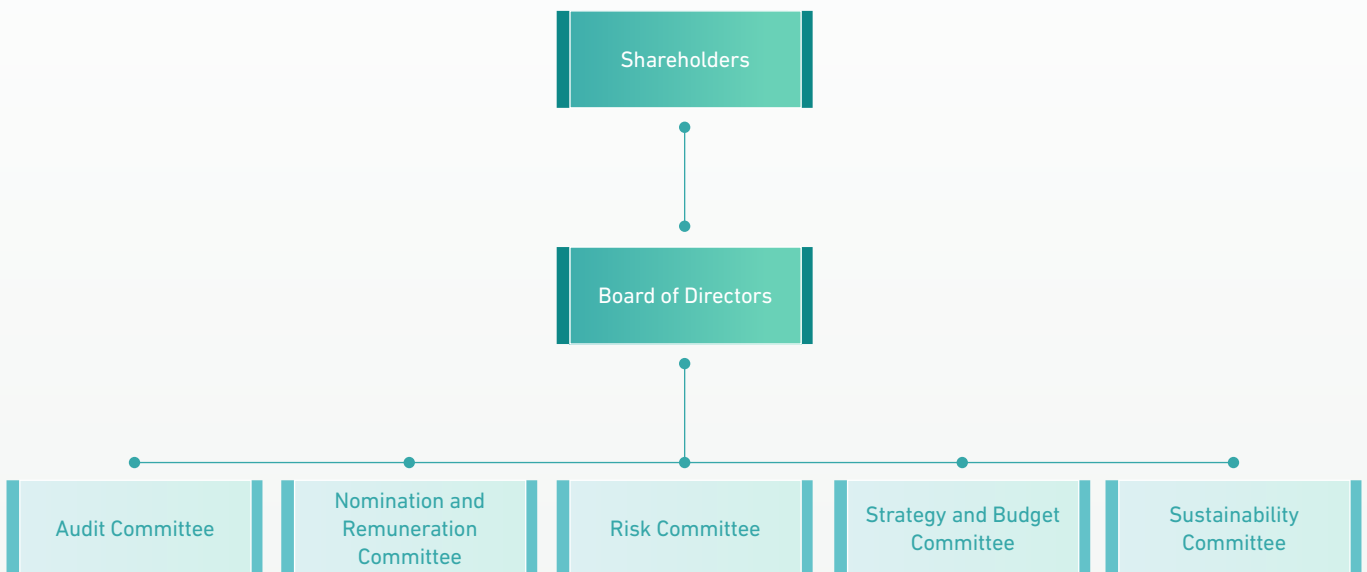 Shareholders
Board of Directors
Audit Committee
Nomination and
Remuneration
Committee
Risk Committee
Strategy and Budget
Committee
Sustainability
Committee